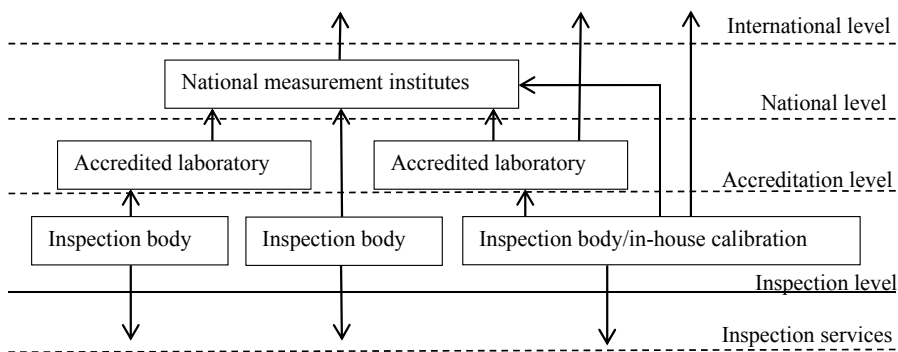 International level
National measurement institutes
National level
Accredited laboratory
Accredited laboratory
Accreditation level
Inspection body
Inspection body
Inspection body/in-house calibration
Inspection level
Inspection services